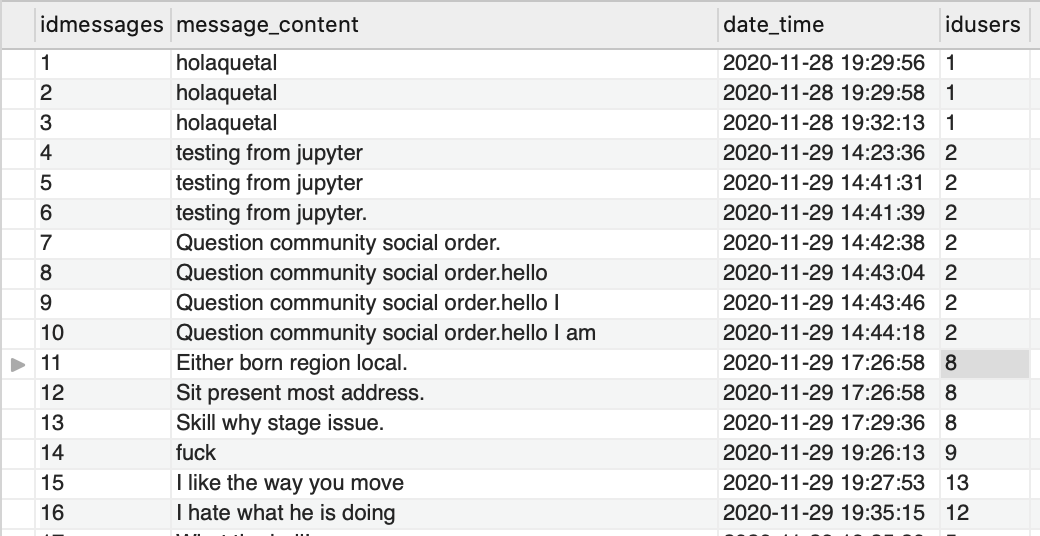 idmessages message_content date_time idusers
1 holaquetal 2020-11-28 19:29:56 1
2 holaquetal 2020-11-28 19:29:58 1
3 holaquetal 2020-11-28 19:32:13 1
4 testing from jupyter 2020-11-29 14:23:36 2
5 testing from jupyter 2020-11-29 14:41:31 2
6 testing from jupyter. 2020-11-29 14:41:39 2
7 Question community social order. 2020-11-29 14:42:38 2
8 Question community social order.hello 2020-11-29 14:43:04 2
9 Question community social order.hello I 2020-11-29 14:43:46 2
10 Question community social order.hello I am 2020-11-29 14:44:18 2
11 Either born region local. 2020-11-29 17:26:58 8
12 Sit present most address. 2020-11-29 17:26:58 8
13 Skill why stage issue. 2020-11-29 17:29:36 8
14 fuck 2020-11-29 19:26:13 9
15 I like the way you move 2020-11-29 19:27:53 13
16 I hate what he is doing 2020-11-29 19:35:15 12